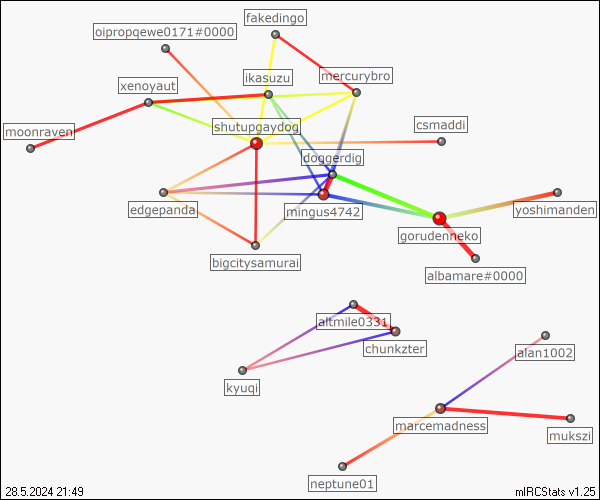 fakedingo
oipropqewe0171#0000
ikasuzu
mercurybro
xenoyaut
moonraven
shutupgaydog
csmaddi
doggerdig
edgepanda
mingus4742
yoshimanden
gorudenneko
bigcitysamurai
albamare#0000
altmile0331
chunkzter
alan1002
kyuqi
marcemadness
mukszi
neptune01
28.5.2024 21:49
mIRCStats v1.25